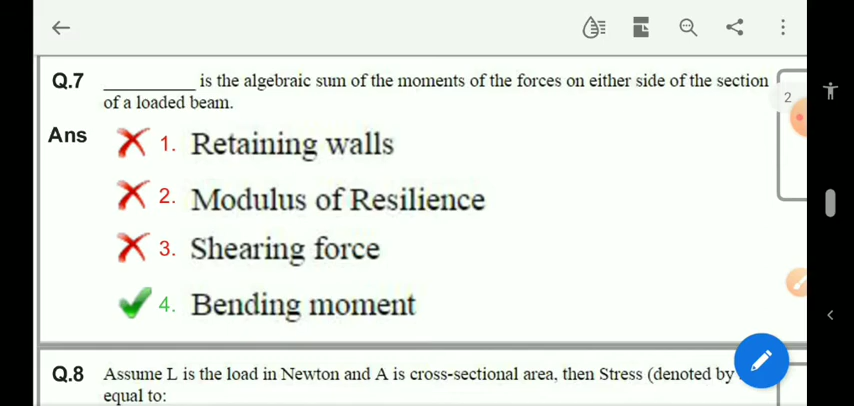 2
Q.7 __________ is the algebraic sum of the moments of the forces on either side of the section
of a loaded beam.
Ans 1. Retaining walls
2. Modulus of Resilience
3. Shearing force
4. Bending moment
Q.8 Assume L is the load in Newton and A is cross-sectional area, then Stress (denoted by
equal to: